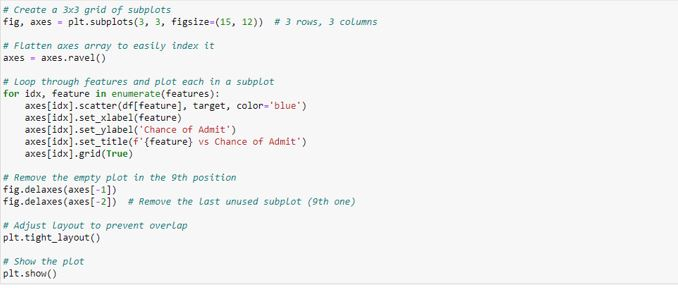 # Create a 3x3 grid of subplots
fig, axes = plt.subplots(3, 3, figsize=(15, 12))  # 3 rows, 3 columns

# Flatten axes array to easily index it
axes = axes.ravel()

# Loop through features and plot each in a subplot
for idx, feature in enumerate(features):
    axes[idx].scatter(df[feature], target, color='blue')
    axes[idx].set_xlabel(feature)
    axes[idx].set_ylabel('Chance of Admit')
    axes[idx].set_title(f'{feature} vs Chance of Admit')
    axes[idx].grid(True)

# Remove the empty plot in the 9th position
fig.delaxes(axes[-1])
fig.delaxes(axes[-2])  # Remove the last unused subplot (9th one)

# Adjust layout to prevent overlap
plt.tight_layout()

# Show the plot
plt.show()